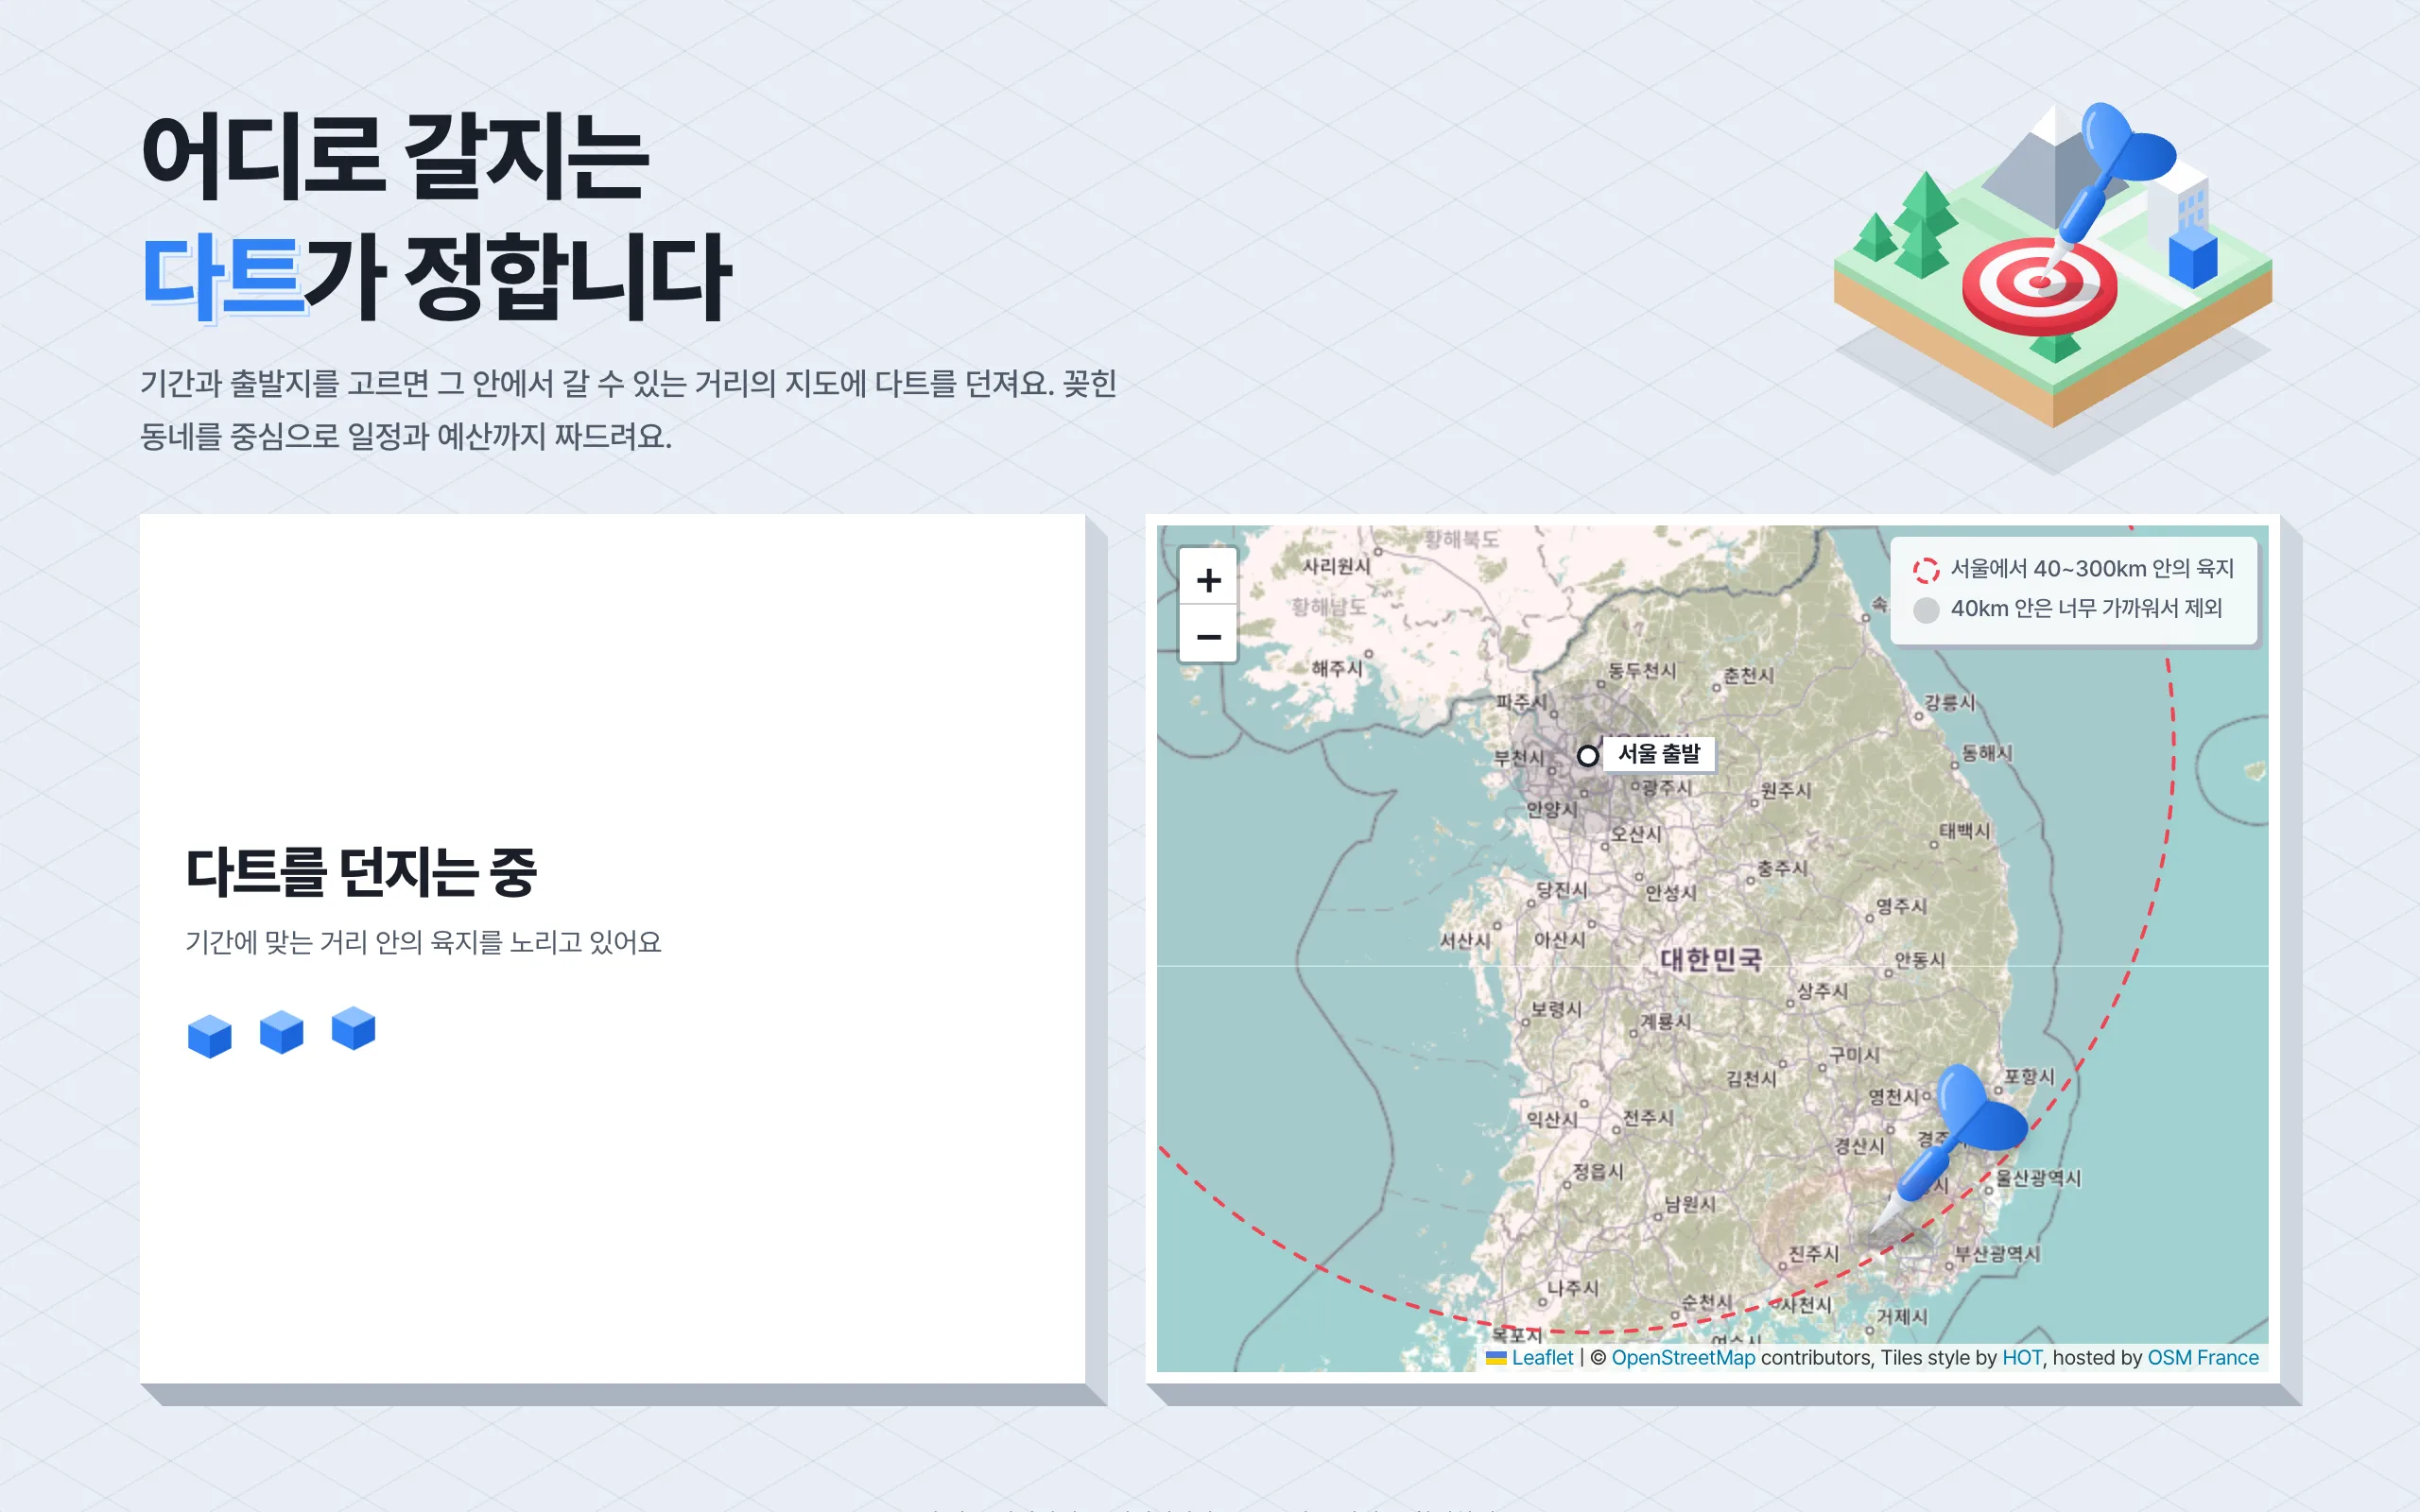 어디로 갈지는
다트가 정합니다
기간과 출발지를 고르면 그 안에서 갈 수 있는 거리의 지도에 다트를 던져요. 꽂힌
동네를 중심으로 일정과 예산까지 짜드려요.
다트를 던지는 중
기간에 맞는 거리 안의 육지를 노리고 있어요
+
−
서울에서 40~300km 안의 육지
40km 안은 너무 가까워서 제외
황해북도
사리원시
황해남도
해주시
동두천시
춘천시
파주시
강릉시
부천시
서울 출발
동해시
광주시
원주시
안양시
오산시
태백시
충주시
당진시
안성시
영주시
서산시
아산시
대한민국
안동시
상주시
보령시
계룡시
구미시
김천시
포항시
영천시
익산시
전주시
경산시
정읍시
울산광역시
남원시
진주시
부산광역시
나주시
순천시
사천시
거제시
목포시
Leaflet | © OpenStreetMap contributors, Tiles style by HOT, hosted by OSM France